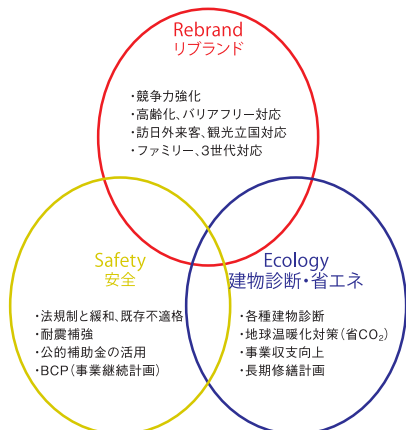 Rebrand
リブランド
・競争力強化
・高齢化、バリアフリー対応
・訪日外来客、観光立国対応
・ファミリー、3世代対応
Safety
安全
・法規制と緩和、既存不適格
・耐震補強
・公的補助金の活用
・BCP（事業継続計画）
Ecology
建物診断・省エネ
・各種建物診断
・地球温暖化対策（省CO₂）
・事業収支向上
・長期修繕計画